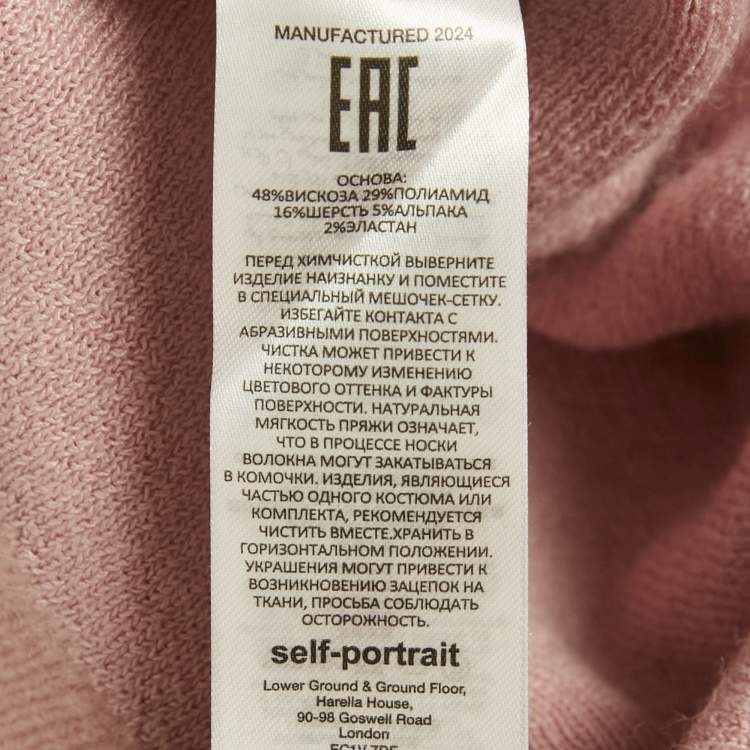 MANUFACTURED 2024
EAC
ОСНОВА:
48%ВИСКОЗА 29%ПОЛИАМИД
16%ШЕРСТЬ 5%АЛЬПАКА
2%ЭЛАСТАН
ПЕРЕД ХИМЧИСТКОЙ ВЫВЕРНИТЕ
ИЗДЕЛИЕ НАИЗНАНКУ И ПОМЕСТИТЕ
В СПЕЦИАЛЬНЫЙ МЕШОЧЕК-СЕТКУ.
ИЗБЕГАЙТЕ КОНТАКТА С
АБРАЗИВНЫМИ ПОВЕРХНОСТЯМИ.
ЧИСТКА МОЖЕТ ПРИВЕСТИ К
НЕКОТОРОМУ ИЗМЕНЕНИЮ
ЦВЕТОВОГО ОТТЕНКА И ФАКТУРЫ
ПОВЕРХНОСТИ. НАТУРАЛЬНАЯ
МЯГКОСТЬ ПРЯЖИ ОЗНАЧАЕТ,
ЧТО В ПРОЦЕССЕ НОСКИ
ВОЛОКНА МОГУТ ЗАКАТЫВАТЬСЯ
В КОМОЧКИ. ИЗДЕЛИЯ, ЯВЛЯЮЩИЕСЯ
ЧАСТЬЮ ОДНОГО КОСТЮМА ИЛИ
КОМПЛЕКТА, РЕКОМЕНДУЕТСЯ
ЧИСТИТЬ ВМЕСТЕ.ХРАНИТЬ В
ГОРИЗОНТАЛЬНОМ ПОЛОЖЕНИИ.
УКРАШЕНИЯ МОГУТ ПРИВЕСТИ К
ВОЗНИКНОВЕНИЮ ЗАЦЕПОК НА
ТКАНИ, ПРОСЬБА СОБЛЮДАТЬ
ОСТОРОЖНОСТЬ.
self-portrait
Lower Ground & Ground Floor,
Harella House,
90-98 Goswell Road
London
EC1V 7DF